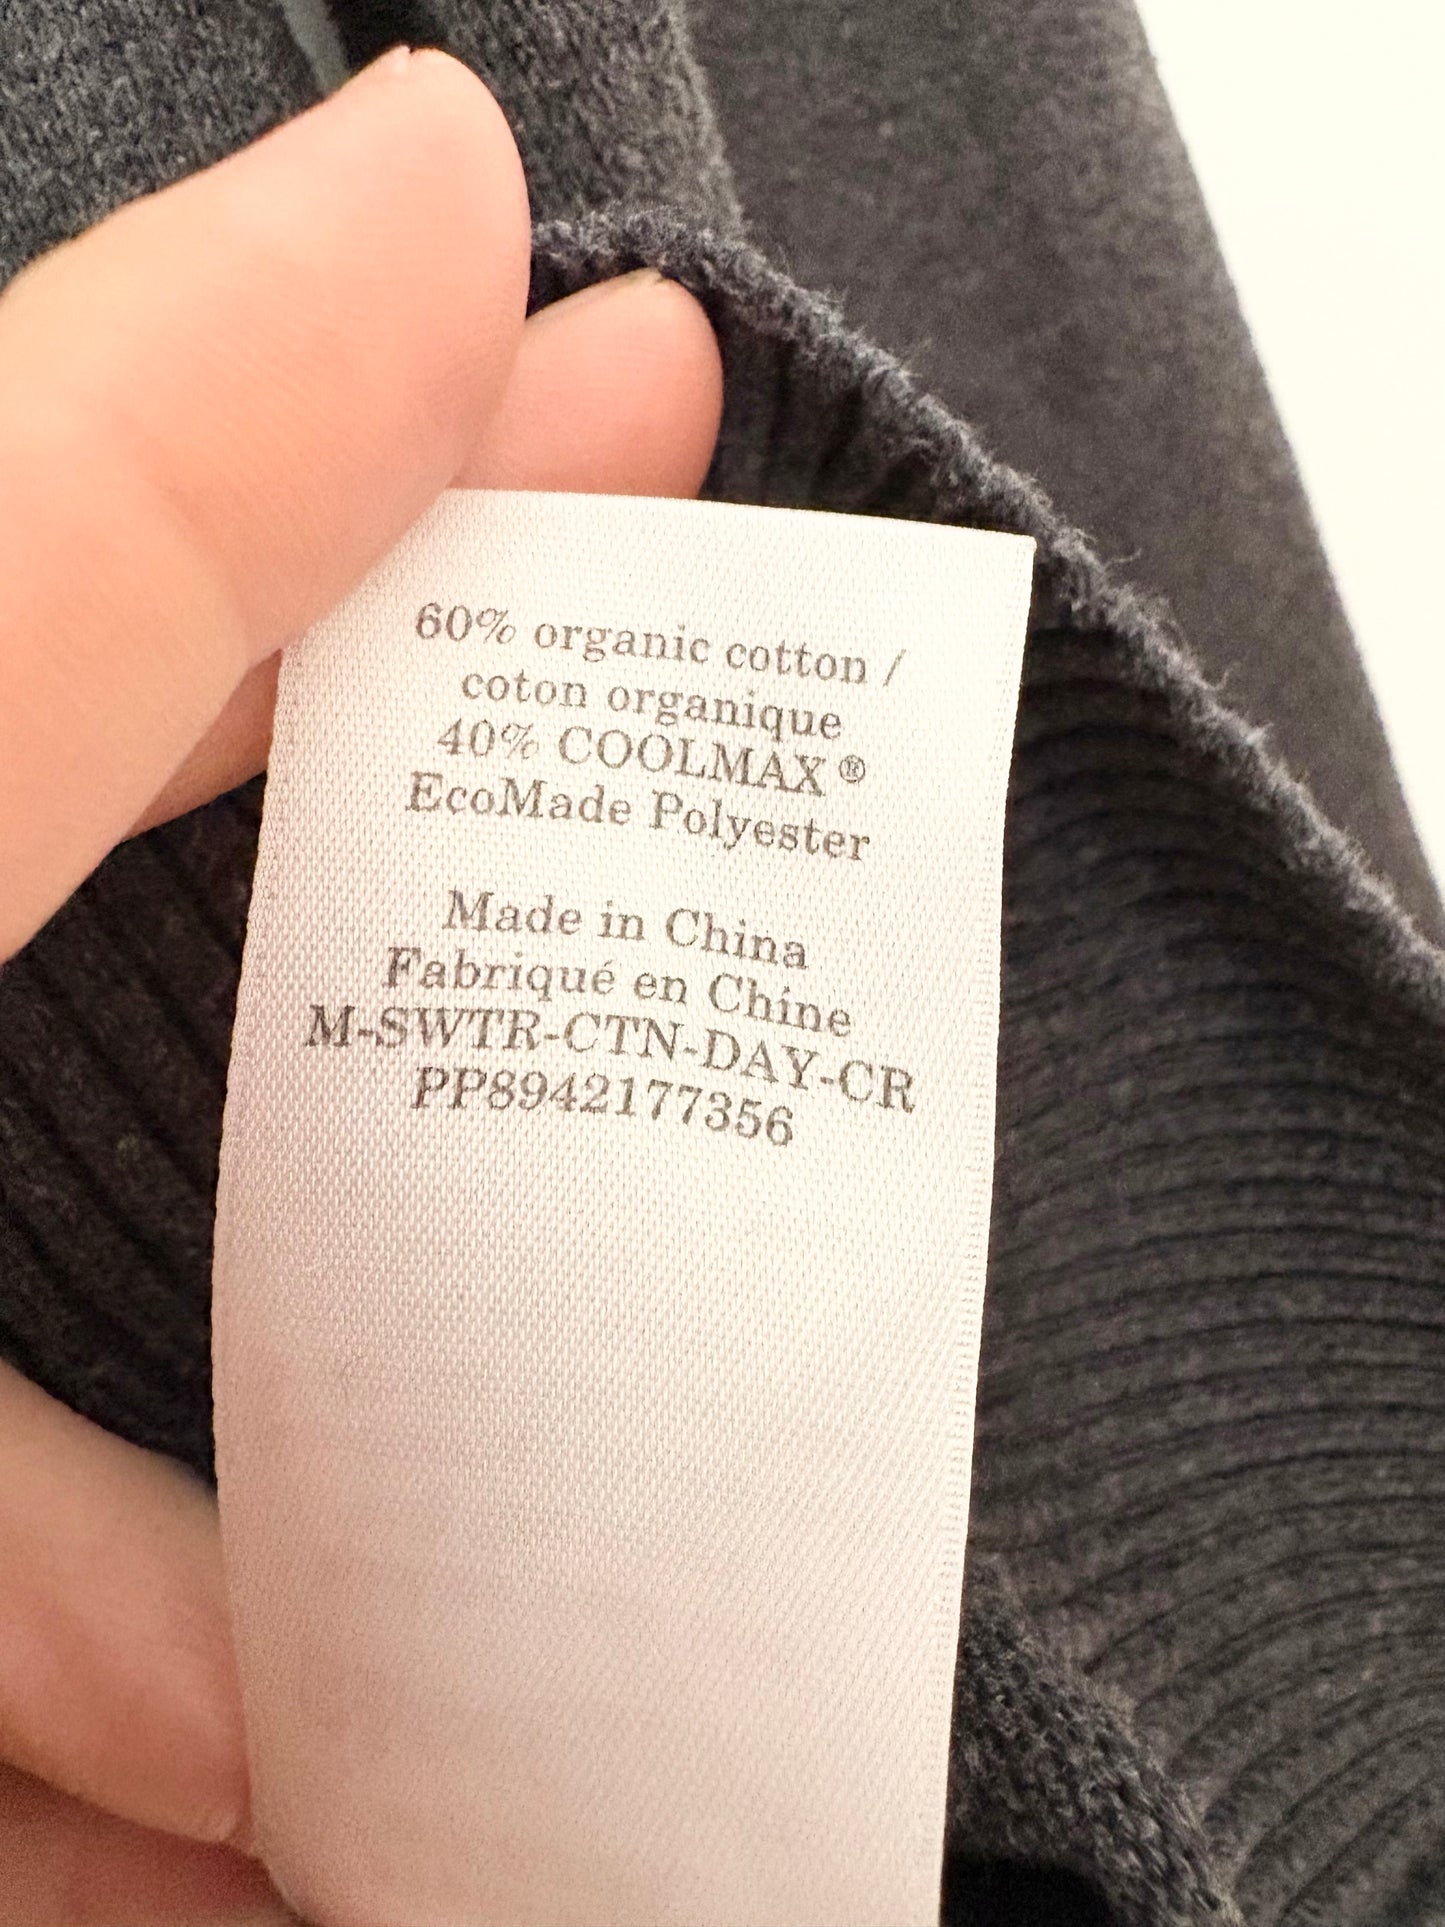 60% organic cotton /
coton organique
40% COOLMAX®
EcoMade Polyester
Made in China
Fabriqué en Chine
M-SWTR-CTN-DAY-CR
PP8942177356